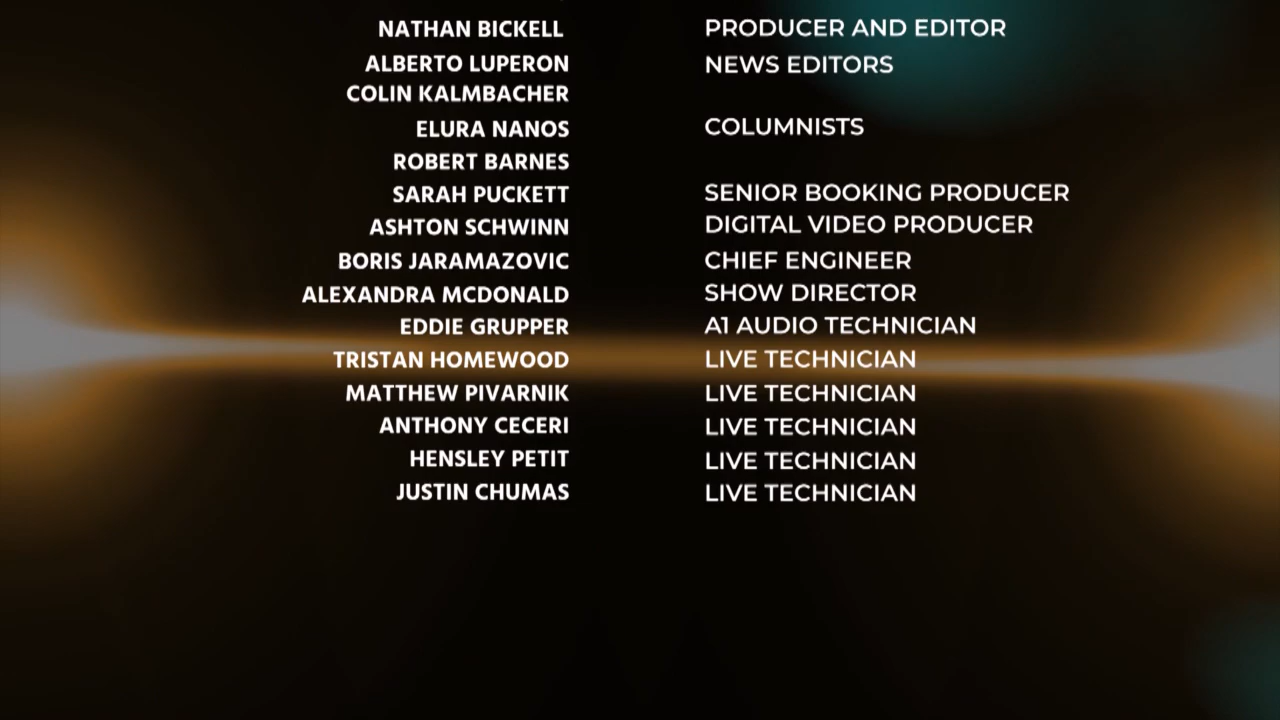 NATHAN BICKELL PRODUCER AND EDITOR
ALBERTO LUPERON NEWS EDITORS
COLIN KALMBACHER
ELURA NANOS COLUMNISTS
ROBERT BARNES
SARAH PUCKETT SENIOR BOOKING PRODUCER
ASHTON SCHWINN DIGITAL VIDEO PRODUCER
BORIS JARAMAZOVIC CHIEF ENGINEER
ALEXANDRA MCDONALD SHOW DIRECTOR
EDDIE GRUPPER A1 AUDIO TECHNICIAN
TRISTAN HOMEWOOD LIVE TECHNICIAN
MATTHEW PIVARNIK LIVE TECHNICIAN
ANTHONY CECERI LIVE TECHNICIAN
HENSLEY PETIT LIVE TECHNICIAN
JUSTIN CHUMAS LIVE TECHNICIAN